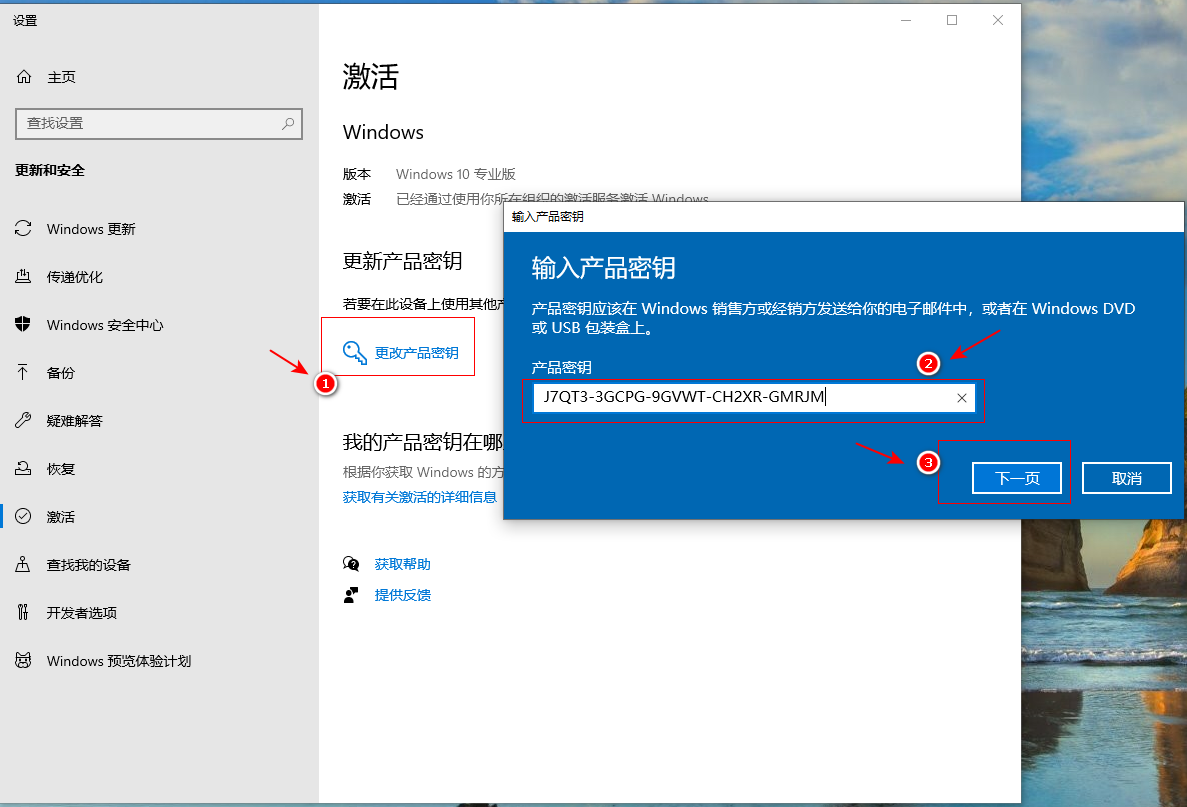 设置
主页
查找设置
更新和安全
Windows 更新
传递优化
Windows 安全中心
备份
疑难解答
恢复
激活
查找我的设备
开发者选项
Windows 预览体验计划
激活
Windows
版本 Windows 10 专业版
激活 已经通过使用你所在组织的激活服务激活 Windows
更新产品密钥
若要在此设备上使用其他产
更改产品密钥
1
我的产品密钥在哪
根据你获取 Windows 的方
获取有关激活的详细信息
获取帮助
提供反馈
输入产品密钥
输入产品密钥
产品密钥应该在 Windows 销售方或经销方发送给你的电子邮件中，或者在 Windows DVD
或 USB 包装盒上。
产品密钥
2
J7QT3-3GCPG-9GVWT-CH2XR-GMRJM
3
下一页 取消